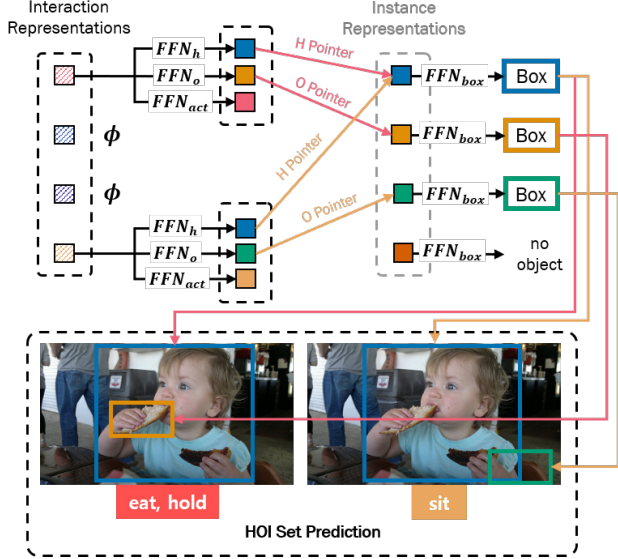 Interaction
Representations
Instance
Representations
FFN_h
FFN_o
FFN_act
H Pointer
O Pointer
FFN_box
Box
FFN_box
Box
ϕ
ϕ
H Pointer
O Pointer
FFN_box
Box
FFN_h
FFN_o
FFN_act
FFN_box
no
object
eat, hold
sit
HOI Set Prediction